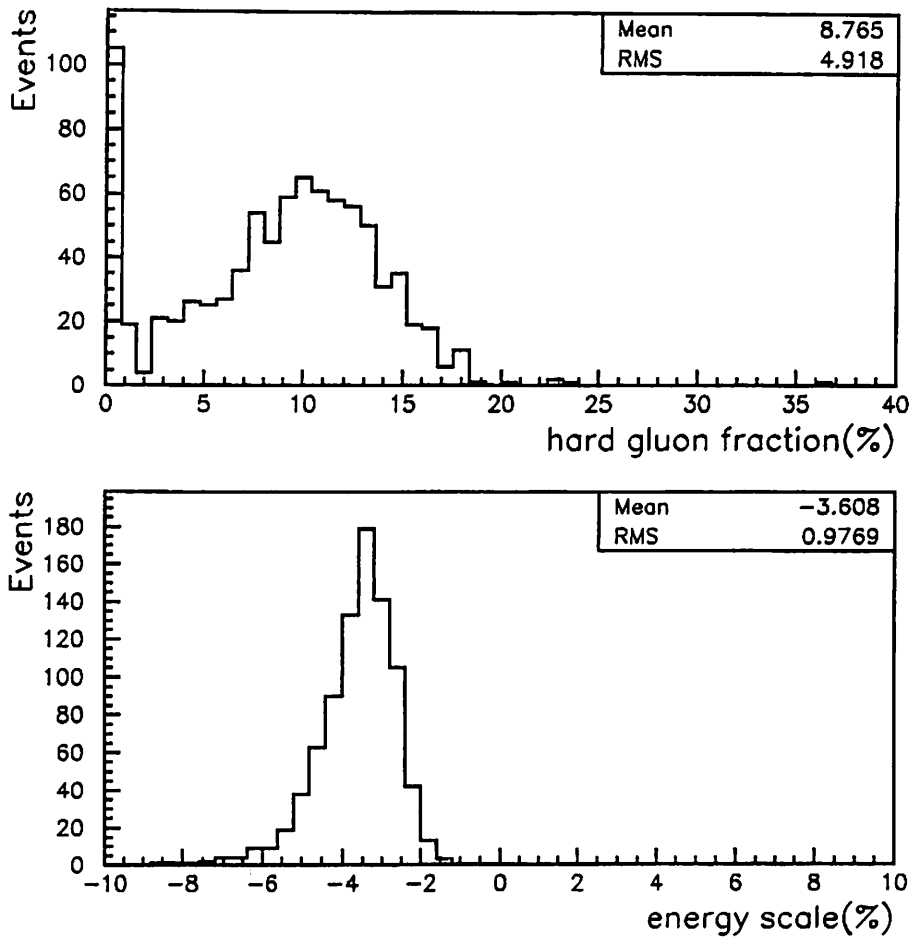 Events
100
80
60
40
20
0
Mean 8.765
RMS 4.918
0 5 10 15 20 25 30 35 40
hard gluon fraction(%)
Events
180
160
140
120
100
80
60
40
20
0
Mean -3.608
RMS 0.9769
-10 -8 -6 -4 -2 0 2 4 6 8 10
energy scale(%)